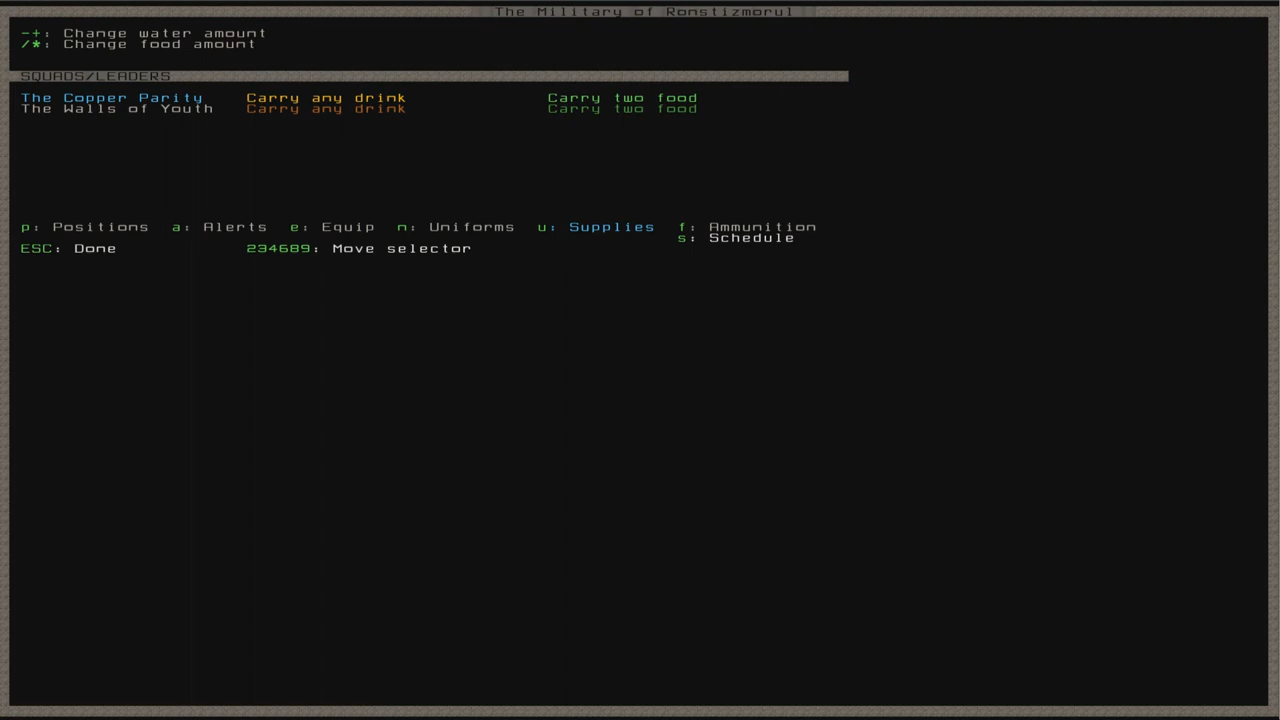 The Military of Ronstizmorul
-+: Change water amount
/*: Change food amount
SQUADS/LEADERS
The Copper Parity Carry any drink Carry two food
The Walls of Youth Carry any drink Carry two food
p: Positions a: Alerts e: Equip n: Uniforms u: Supplies f: Ammunition
s: Schedule
ESC: Done 234689: Move selector